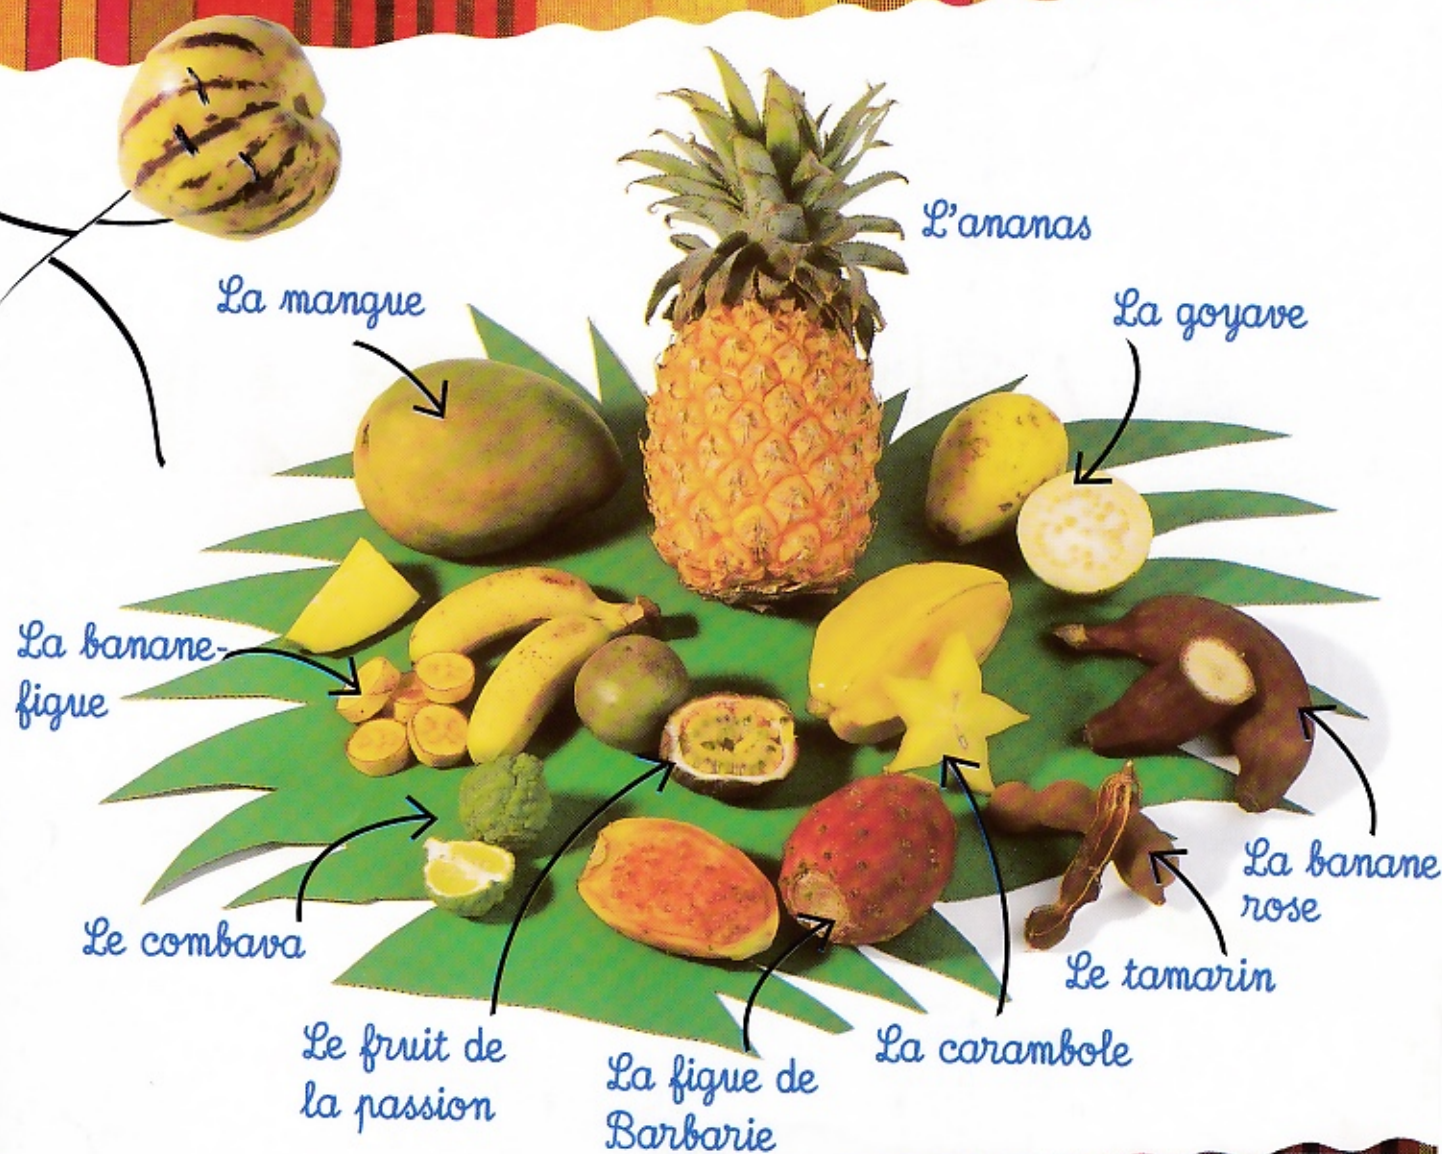 L'ananas
La mangue
La goyave
La banane-
figue
La banane
rose
Le combava
Le tamarin
Le fruit de
la passion
La figue de
Barbarie
La carambole